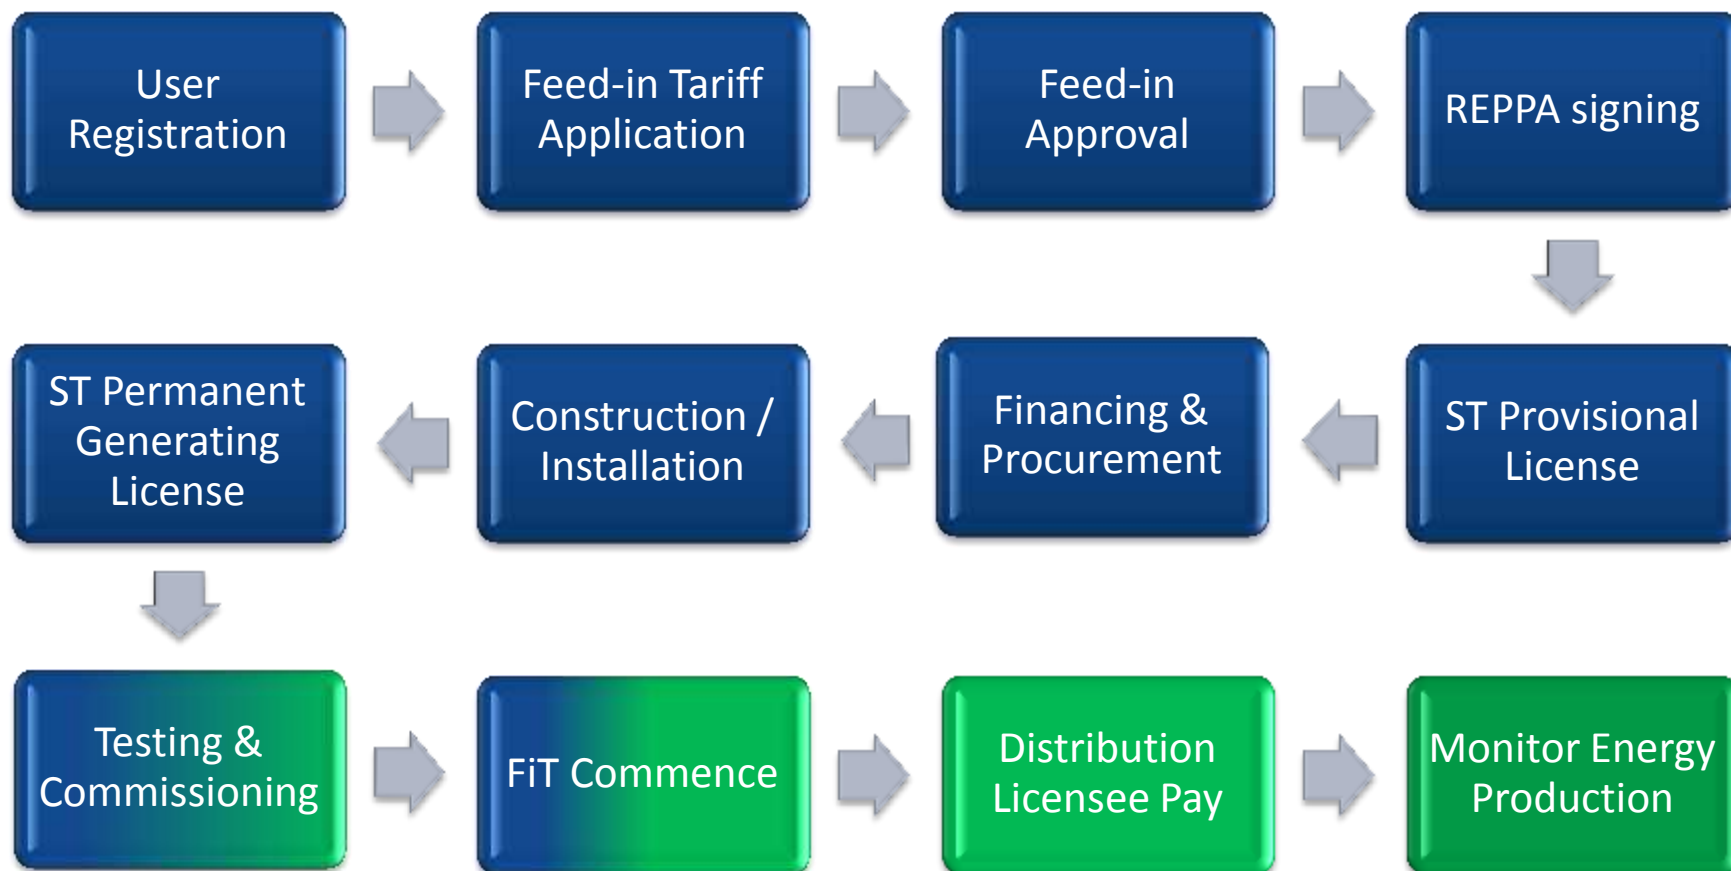 User
Registration
Feed-in Tariff
Application
Feed-in
Approval
REPPA signing
ST Permanent
Generating
License
Construction /
Installation
Financing &
Procurement
ST Provisional
License
Testing &
Commissioning
FiT Commence
Distribution
Licensee Pay
Monitor Energy
Production